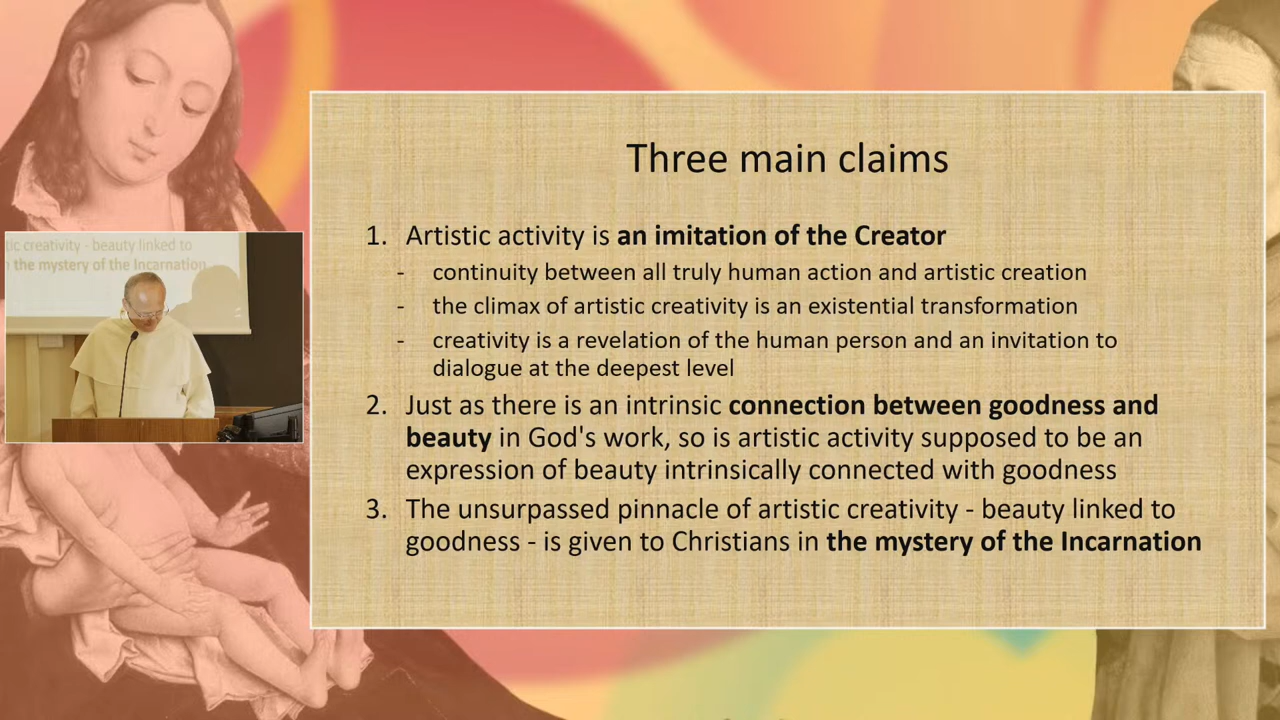 Three main claims
1. Artistic activity is an imitation of the Creator
- continuity between all truly human action and artistic creation
- the climax of artistic creativity is an existential transformation
- creativity is a revelation of the human person and an invitation to
dialogue at the deepest level
2. Just as there is an intrinsic connection between goodness and
beauty in God's work, so is artistic activity supposed to be an
expression of beauty intrinsically connected with goodness
3. The unsurpassed pinnacle of artistic creativity - beauty linked to
goodness - is given to Christians in the mystery of the Incarnation
tic creativity - beauty linked to
the mystery of the Incarnation